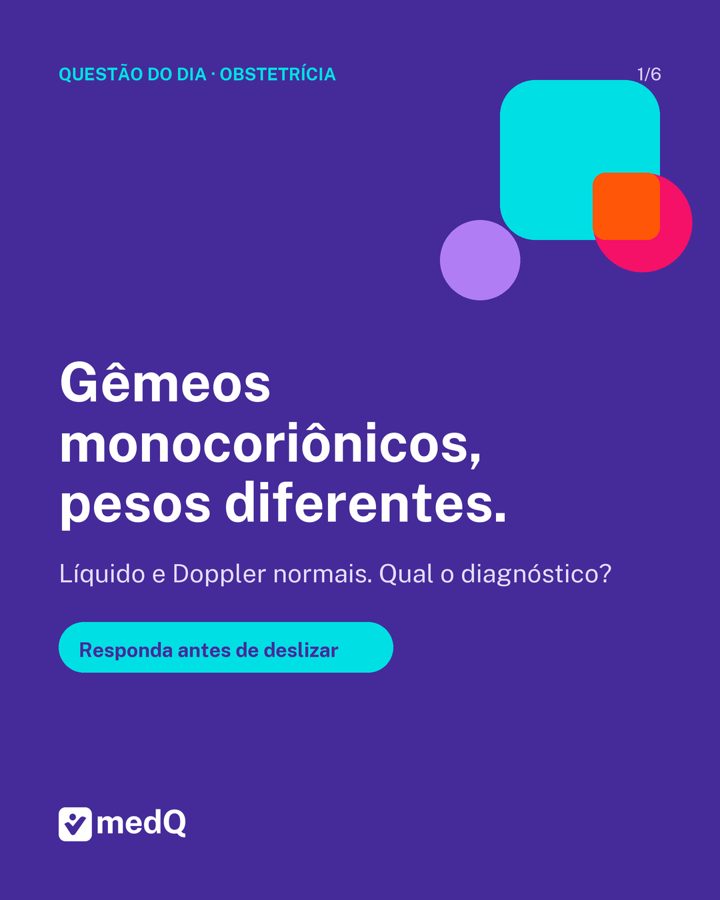 QUESTÃO DO DIA · OBSTETRÍCIA
1/6
Gêmeos
monocoriônicos,
pesos diferentes.
Líquido e Doppler normais. Qual o diagnóstico?
Responda antes de deslizar
medQ